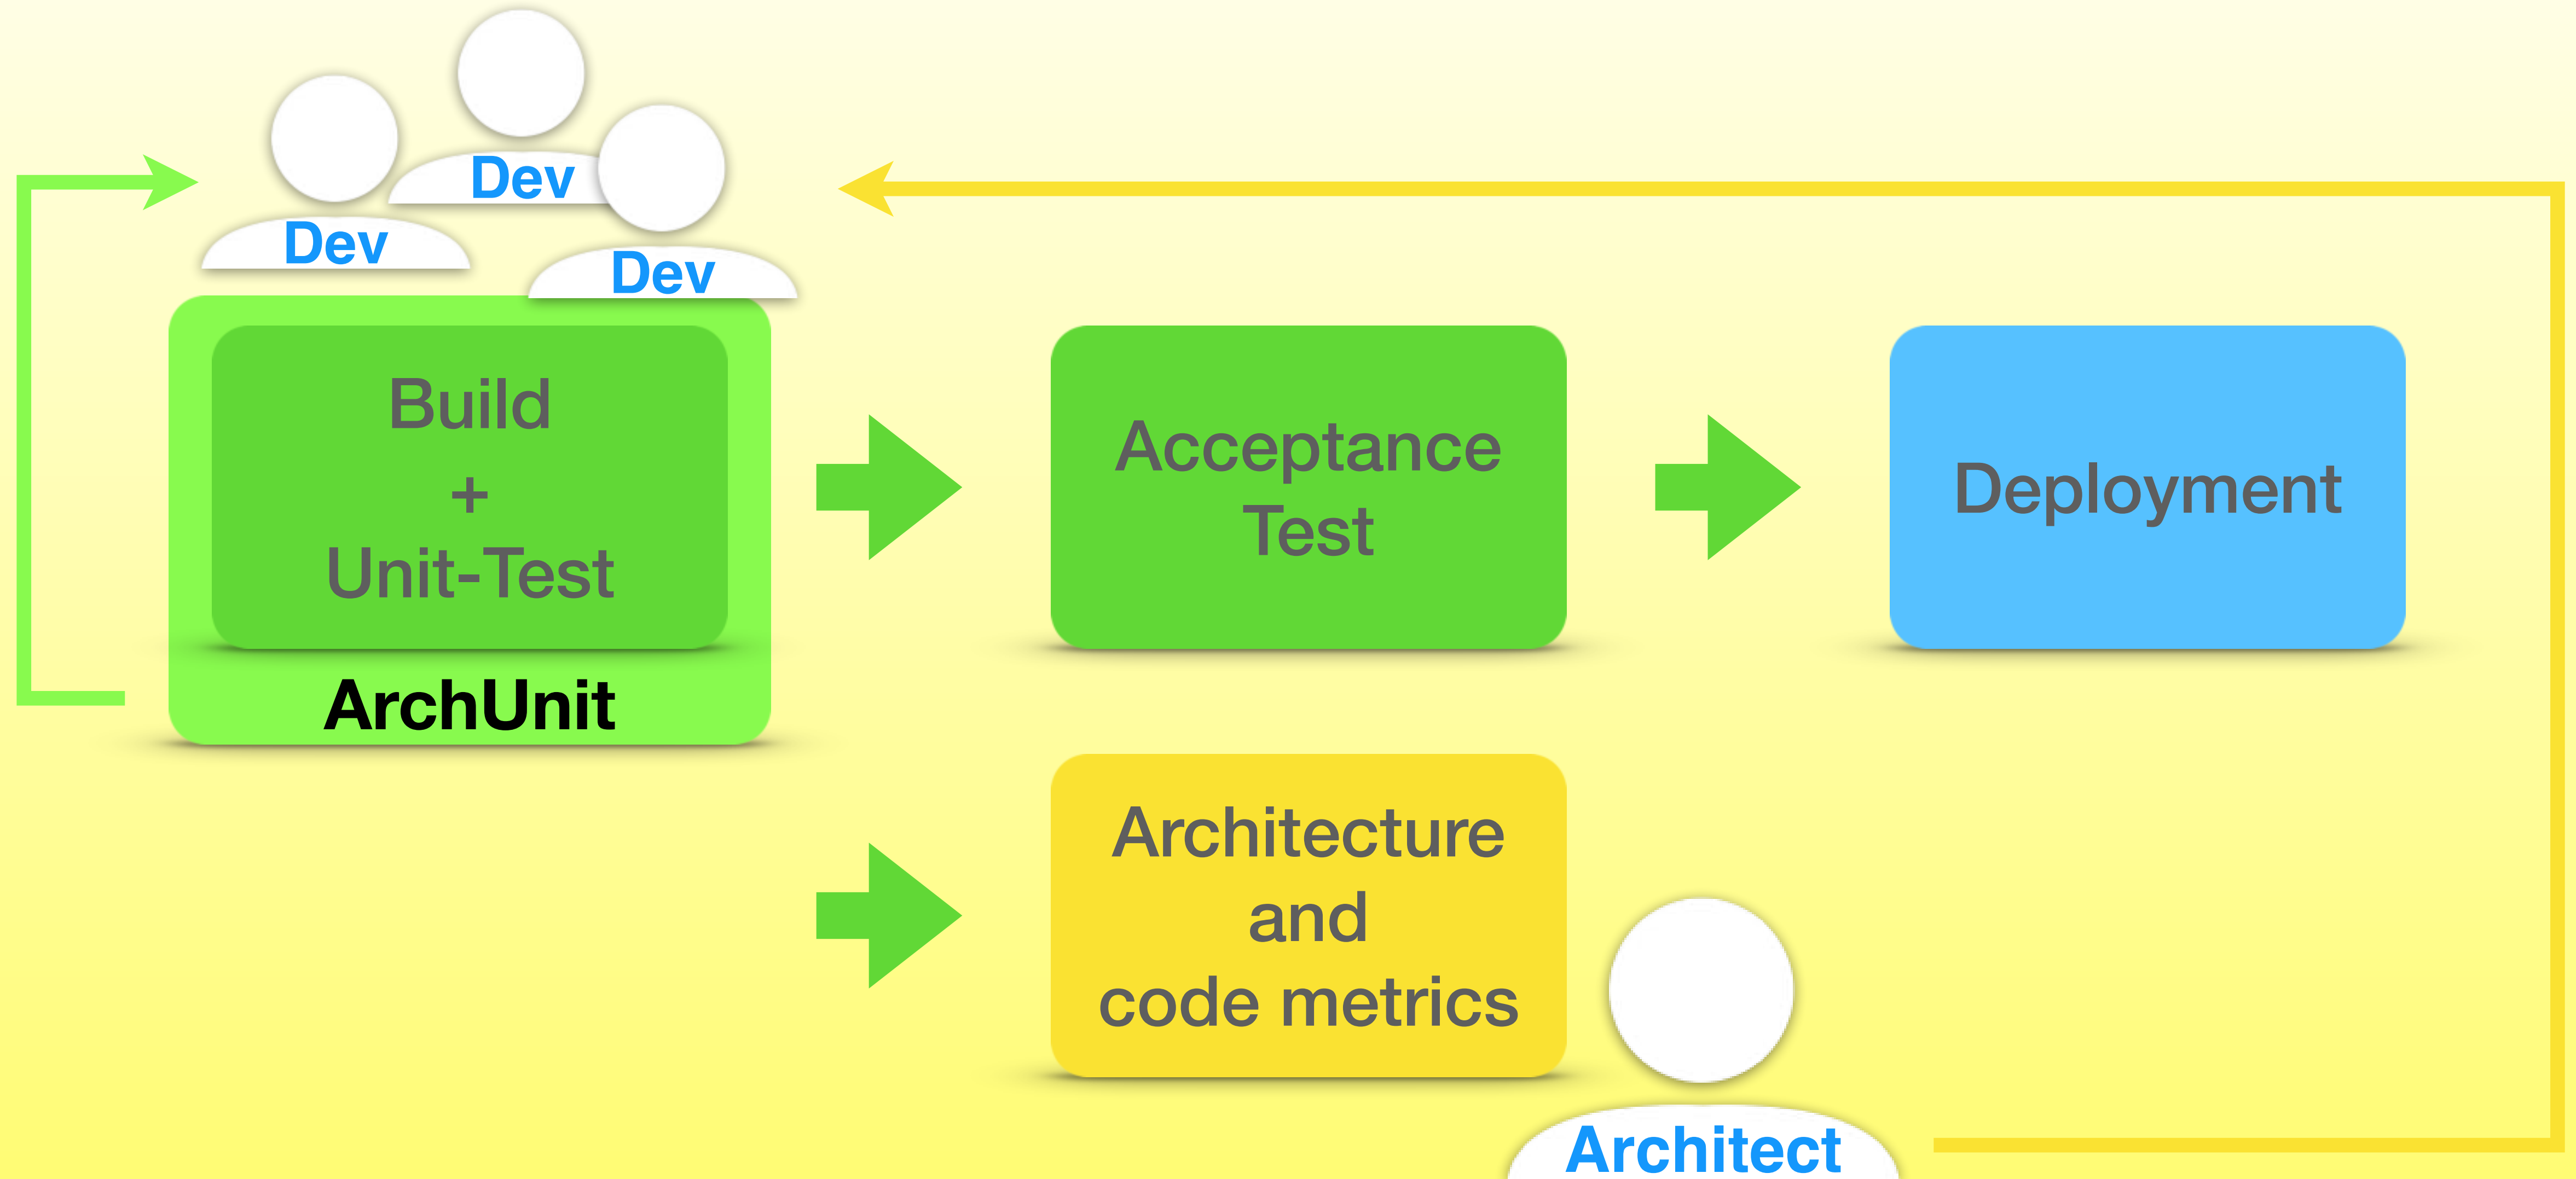 Dev
Dev
Dev
Build
+
Unit-Test
ArchUnit
Acceptance
Test
Deployment
Architecture
and
code metrics
Architect